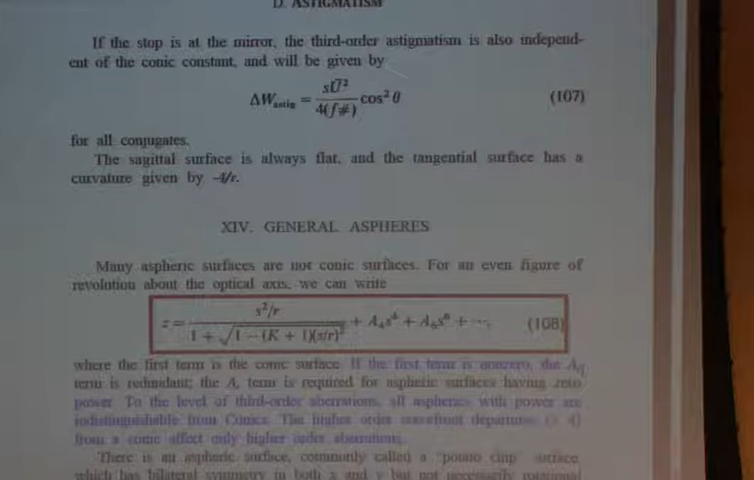 D. ASTIGMATISM
If the stop is at the mirror, the third-order astigmatism is also independ-
ent of the conic constant, and will be given by
ΔW_astig = sU̅² / 4(f#) cos² θ (107)
for all conjugates.
The sagittal surface is always flat, and the tangential surface has a
curvature given by -4/r.
XIV. GENERAL ASPHERES
Many aspheric surfaces are not conic surfaces. For an even figure of
revolution about the optical axis, we can write
z = s²/r / 1 + √1 - (K + 1)(s/r)² + A₄s⁴ + A₆s⁶ + ···, (108)
where the first term is the conic surface. If the first term is nonzero, the
term is redundant; the term is required for aspheric surfaces having zero
power. To the level of third-order aberrations, all aspheres with power are
indistinguishable from Conics. The higher order wavefront departures
from a conic affect only higher order aberrations.
There is an aspheric surface, commonly called a "potato chip" surface,
which has bilateral symmetry in both x and y but not necessarily rotational